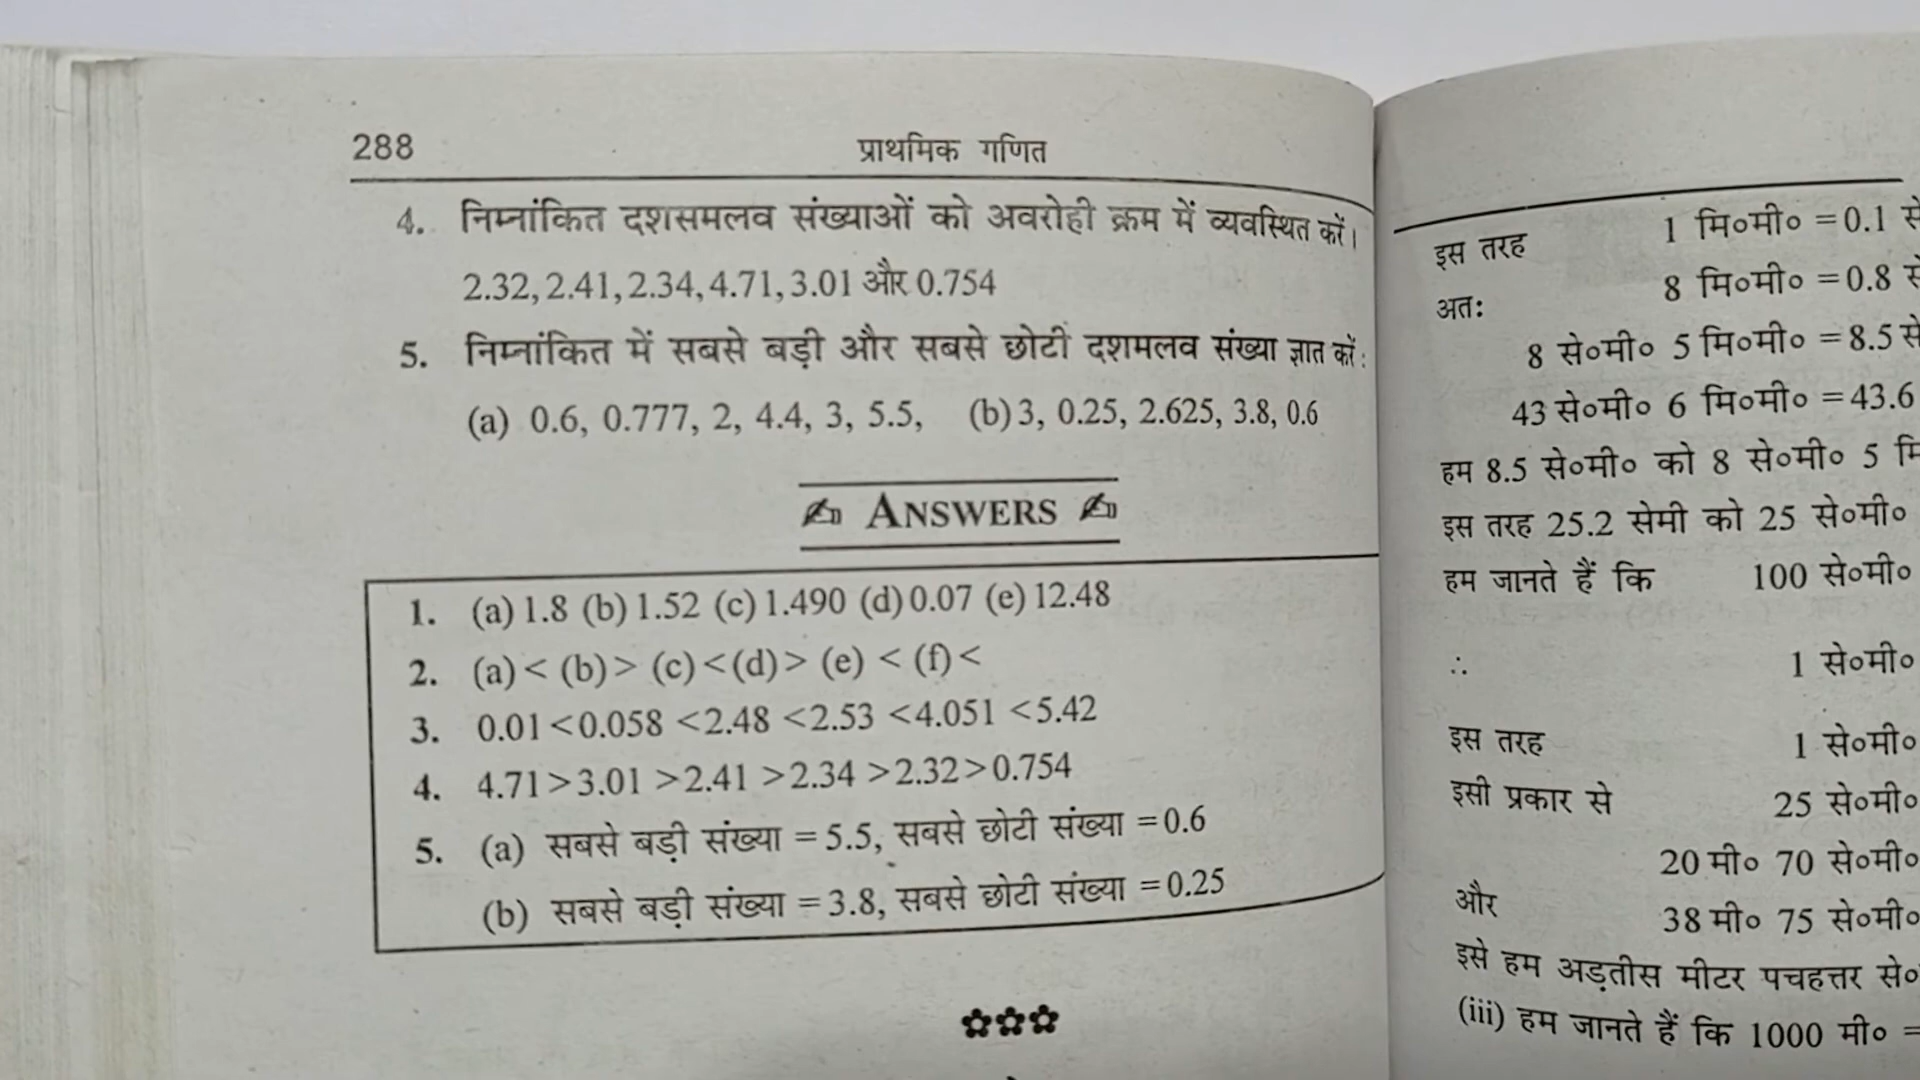 288 प्राथमिक गणित
4. निम्नांकित दशसमलव संख्याओं को अवरोही क्रम में व्यवस्थित करें।
2.32, 2.41, 2.34, 4.71, 3.01 और 0.754
5. निम्नांकित में सबसे बड़ी और सबसे छोटी दशमलव संख्या ज्ञात करें:
(a) 0.6, 0.777, 2, 4.4, 3, 5.5, (b) 3, 0.25, 2.625, 3.8, 0.6
✍ ANSWERS ✍
1. (a) 1.8 (b) 1.52 (c) 1.490 (d) 0.07 (e) 12.48
2. (a) < (b) > (c) < (d) > (e) < (f) <
3. 0.01 < 0.058 < 2.48 < 2.53 < 4.051 < 5.42
4. 4.71 > 3.01 > 2.41 > 2.34 > 2.32 > 0.754
5. (a) सबसे बड़ी संख्या = 5.5, सबसे छोटी संख्या = 0.6
(b) सबसे बड़ी संख्या = 3.8, सबसे छोटी संख्या = 0.25
इस तरह 1 मि०मी० = 0.1
अतः 8 मि०मी० = 0.8
8 से०मी० 5 मि०मी० = 8.5
43 से०मी० 6 मि०मी० = 43.6
हम 8.5 से०मी० को 8 से०मी० 5
इस तरह 25.2 सेमी को 25 से०मी०
हम जानते हैं कि 100 से०मी०
∴ 1 से०मी०
इस तरह 1 से०मी०
इसी प्रकार से 25 से०मी०
20 मी० 70 से०मी०
और 38 मी० 75 से०मी०
इसे हम अड़तीस मीटर पचहत्तर से०
(iii) हम जानते हैं कि 1000 मी० =